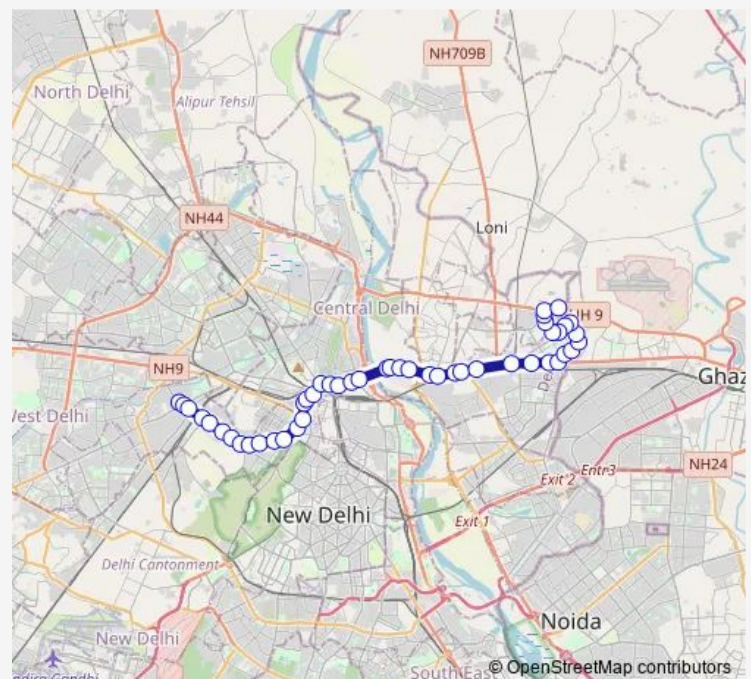 NH709B
North Delhi
Alipur Tehsil
NH44
Loni
Central Delhi
NH 9
NH9
Ghaz
West Delhi
NH24
Entr3
Exit 2
New Delhi
Exit 1
Delhi Cantonment
Noida
New Delhi
© OpenStreetMap contributors
South East